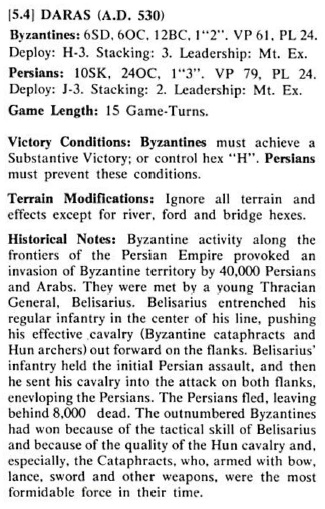 [5.4] DARAS (A.D. 530)
Byzantines: 6SD, 6OC, 12BC, 1“2”. VP 61, PL 24.
Deploy: H-3. Stacking: 3. Leadership: Mt. Ex.
Persians: 10SK, 24OC, 1“3”. VP 79, PL 24.
Deploy: J-3. Stacking: 2. Leadership: Mt. Ex.
Game Length: 15 Game-Turns.
Victory Conditions: Byzantines must achieve a
Substantive Victory; or control hex “H”. Persians
must prevent these conditions.
Terrain Modifications: Ignore all terrain and
effects except for river, ford and bridge hexes.
Historical Notes: Byzantine activity along the
frontiers of the Persian Empire provoked an
invasion of Byzantine territory by 40,000 Persians
and Arabs. They were met by a young Thracian
General, Belisarius. Belisarius entrenched his
regular infantry in the center of his line, pushing
his effective cavalry (Byzantine cataphracts and
Hun archers) out forward on the flanks. Belisarius’
infantry held the initial Persian assault, and then
he sent his cavalry into the attack on both flanks,
enevloping the Persians. The Persians fled, leaving
behind 8,000 dead. The outnumbered Byzantines
had won because of the tactical skill of Belisarius
and because of the quality of the Hun cavalry and,
especially, the Cataphracts, who, armed with bow,
lance, sword and other weapons, were the most
formidable force in their time.